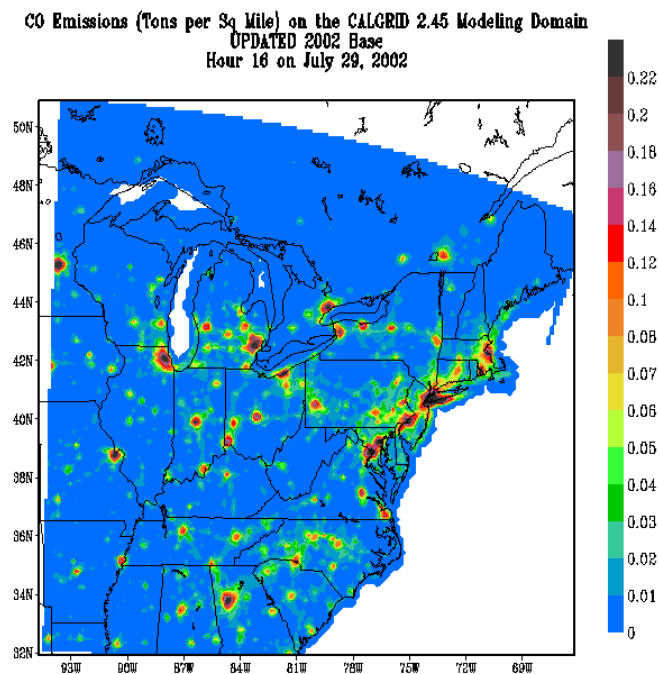 CO Emissions (Tons per Sq Mile) on the CALGRID 2.45 Modeling Domain
UPDATED 2002 Base
Hour 16 on July 29, 2002
0.22
0.2
0.18
0.16
0.14
0.12
0.1
0.08
0.07
0.06
0.05
0.04
0.03
0.02
0.01
0
50N
48N
46N
44N
42N
40N
38N
36N
34N
32N
93W
90W
87W
84W
81W
78W
75W
72W
69W